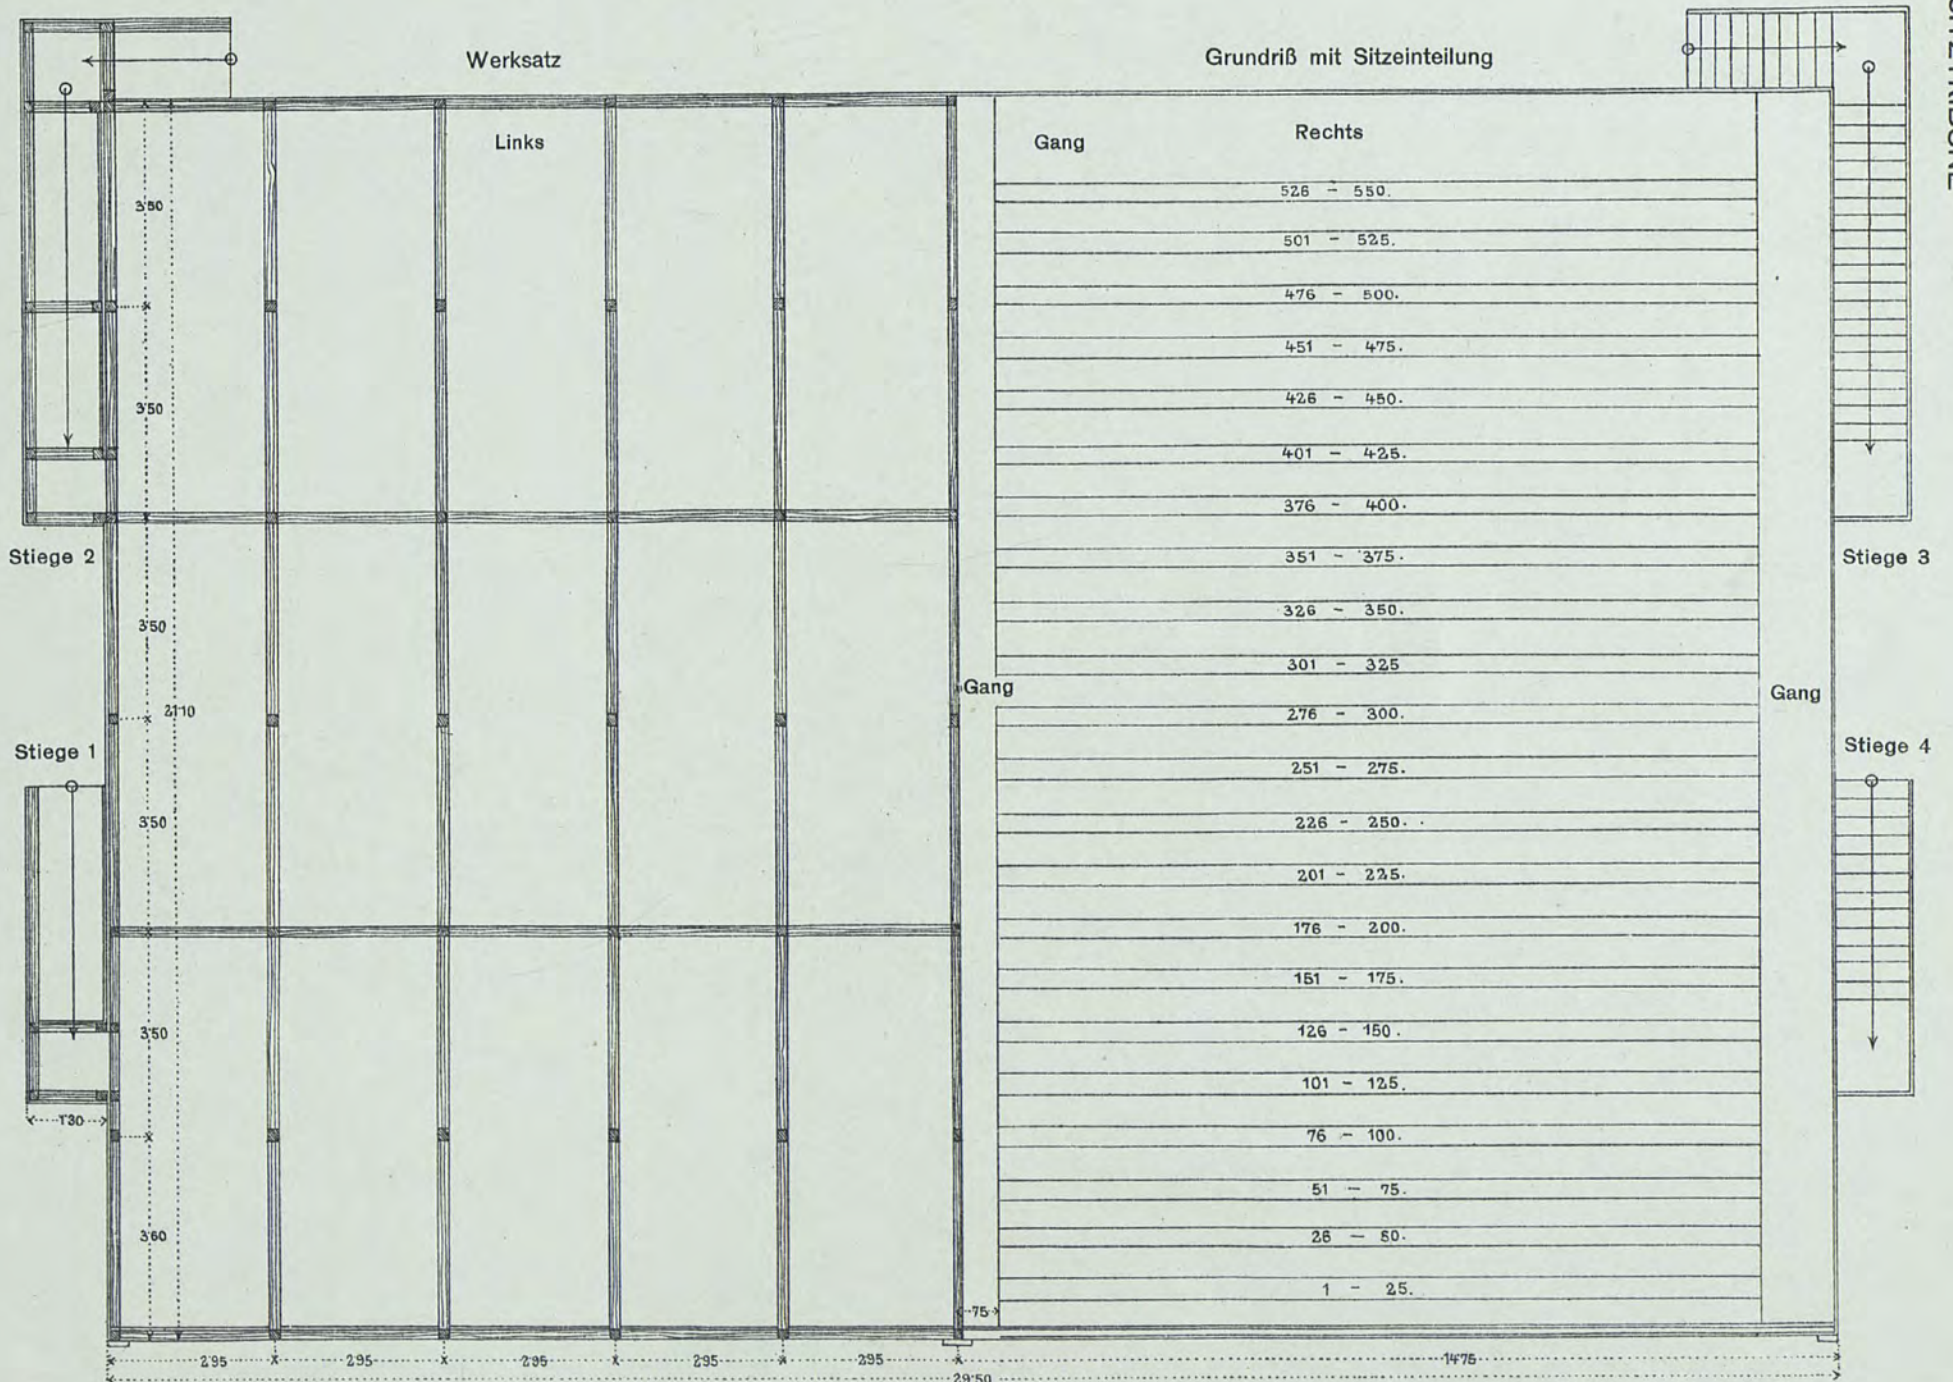 Werksatz
Grundriß mit Sitzeinteilung
Links
Gang
Rechts
526 - 550.
501 - 525.
476 - 500.
451 - 475.
426 - 450.
401 - 425.
376 - 400.
351 - 375.
326 - 350.
301 - 325
276 - 300.
251 - 275.
226 - 250.
201 - 225.
176 - 200.
151 - 175.
126 - 150.
101 - 125.
76 - 100.
51 - 75.
26 - 50.
1 - 25.
Gang
Gang
Stiege 2
Stiege 1
Stiege 3
Stiege 4
3'50
3'50
3'50
3'50
21'10
3'50
3'60
1'30
75
2'95
2'95
2'95
2'95
2'95
14'75
29'50